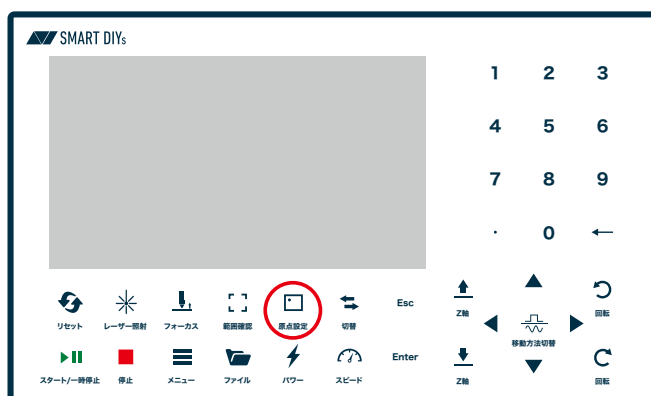 SMART DIYs
1 2 3
4 5 6
7 8 9
. 0 ←
リセット レーザー照射 フォーカス 範囲確認 原点設定 切替 Esc Z軸 回転
移動方法切替
スタート/一時停止 停止 メニュー ファイル パワー スピード Enter Z軸 回転